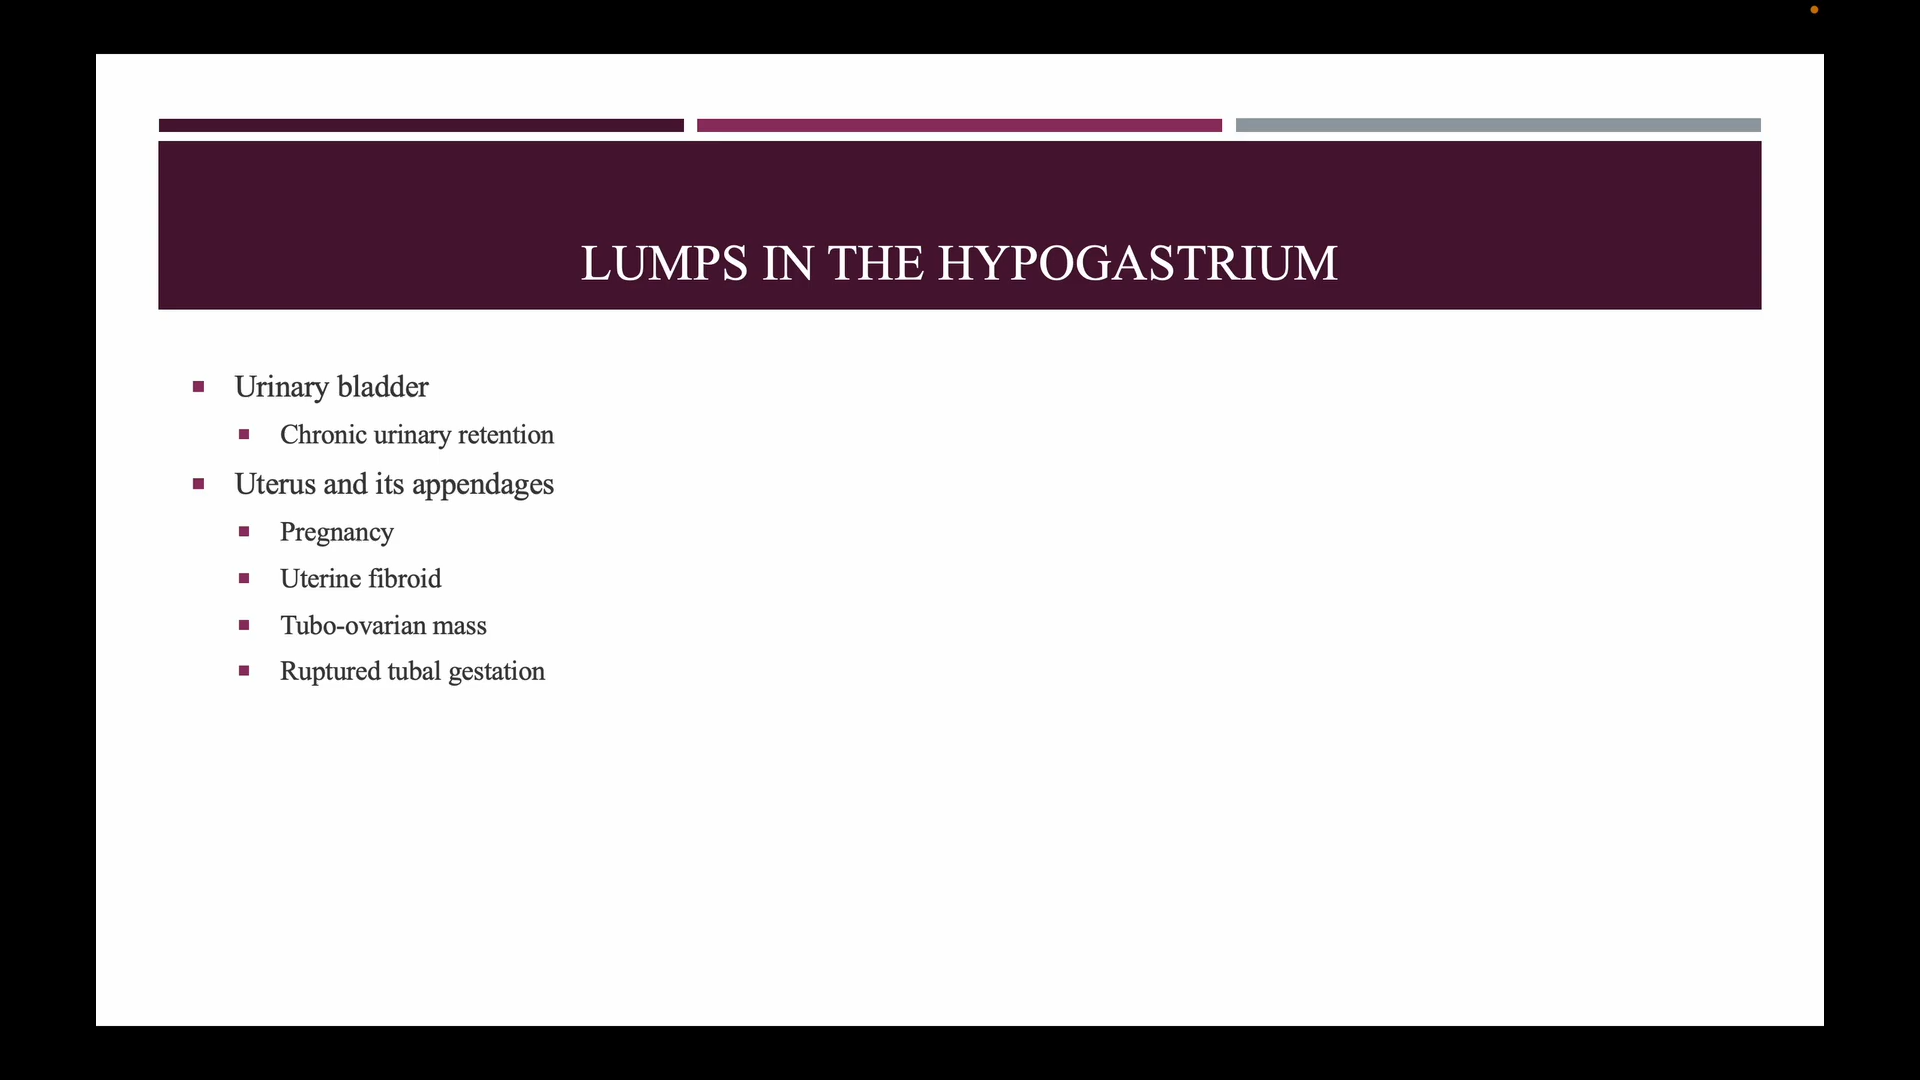 LUMPS IN THE HYPOGASTRIUM
Urinary bladder
Chronic urinary retention
Uterus and its appendages
Pregnancy
Uterine fibroid
Tubo-ovarian mass
Ruptured tubal gestation